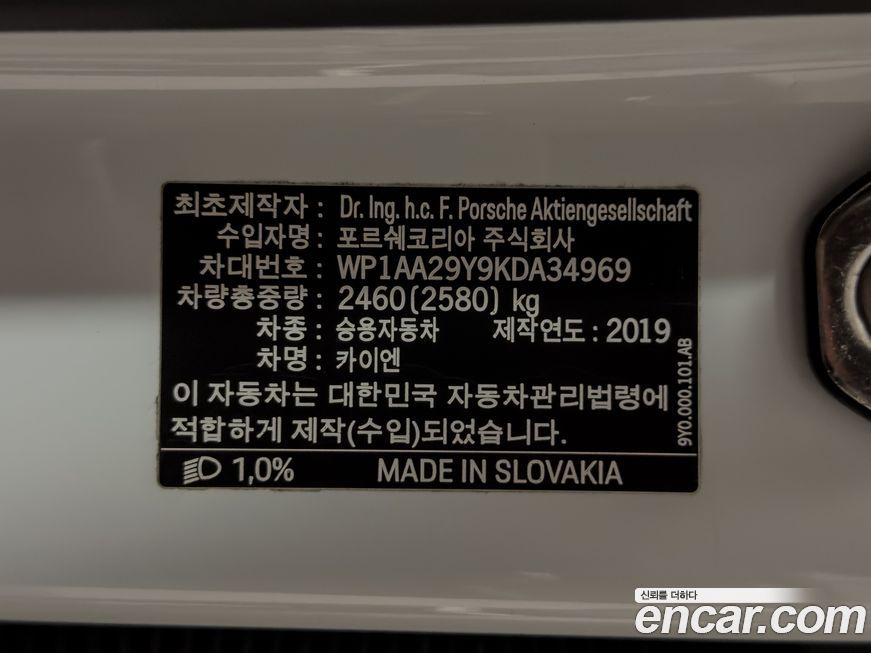 최초제작자 : Dr. Ing. h.c. F. Porsche Aktiengesellschaft
수입자명 : 포르쉐코리아 주식회사
차대번호 : WP1AA29Y9KDA34969
차량총중량 : 2460(2580) kg
차종 : 승용자동차 제작연도 : 2019
차명 : 카이엔
이 자동차는 대한민국 자동차관리법령에
적합하게 제작(수입)되었습니다.
1,0% MADE IN SLOVAKIA
9Y0.000.101.AB
신뢰를 더하다
encar.com